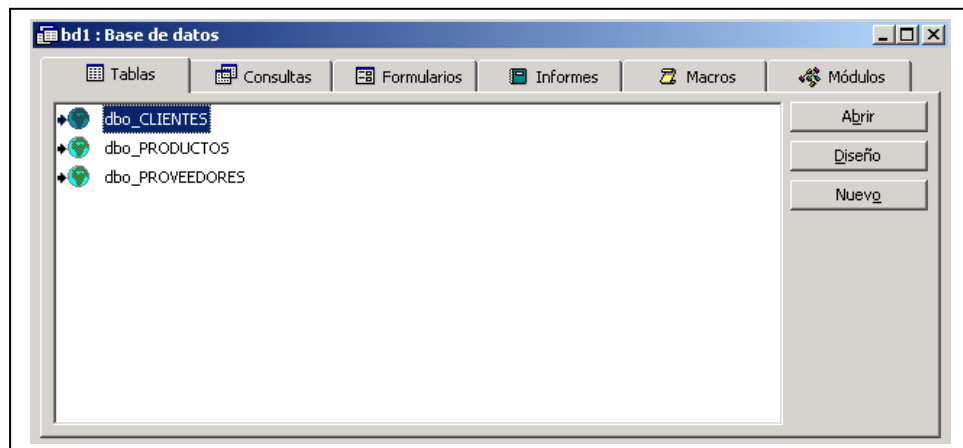 bd1 : Base de datos
Tablas Consultas Formularios Informes Macros Módulos
dbo_CLIENTES
dbo_PRODUCTOS
dbo_PROVEEDORES
Abrir
Diseño
Nuevo